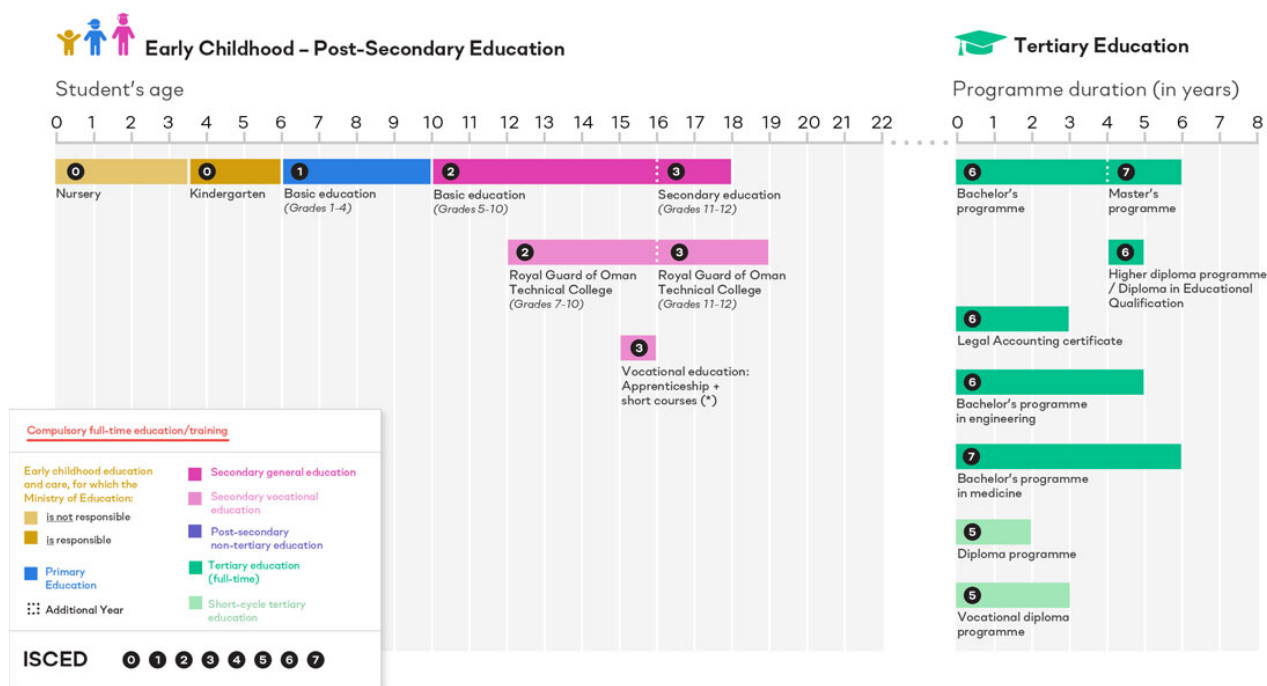 Early Childhood – Post-Secondary Education
Student's age
0 1 2 3 4 5 6 7 8 9 10 11 12 13 14 15 16 17 18 19 20 21 22
0
Nursery
0
Kindergarten
1
Basic education
(Grades 1-4)
2
Basic education
(Grades 5-10)
3
Secondary education
(Grades 11-12)
2
Royal Guard of Oman
Technical College
(Grades 7-10)
3
Royal Guard of Oman
Technical College
(Grades 11-12)
3
Vocational education:
Apprenticeship +
short courses (*)
Tertiary Education
Programme duration (in years)
0 1 2 3 4 5 6 7 8
6
Bachelor's
programme
7
Master's
programme
6
Higher diploma programme
/ Diploma in Educational
Qualification
6
Legal Accounting certificate
6
Bachelor's programme
in engineering
7
Bachelor's programme
in medicine
5
Diploma programme
5
Vocational diploma
programme
Compulsory full-time education/training
Early childhood education
and care, for which the
Ministry of Education:
is not responsible
is responsible
Primary
Education
Additional Year
Secondary general education
Secondary vocational
education
Post-secondary
non-tertiary education
Tertiary education
(full-time)
Short-cycle tertiary
education
ISCED 0 1 2 3 4 5 6 7